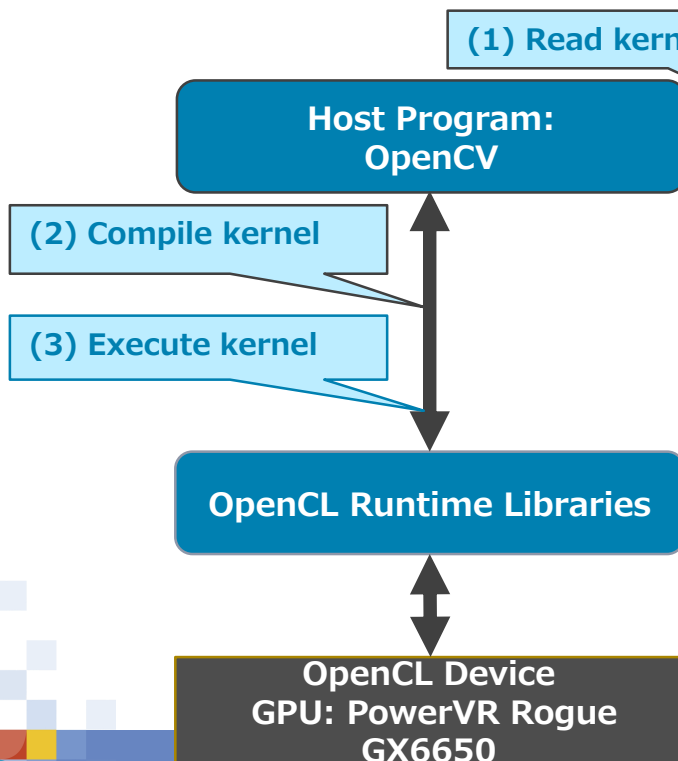 (1) Read kern
Host Program:
OpenCV
(2) Compile kernel
(3) Execute kernel
OpenCL Runtime Libraries
OpenCL Device
GPU: PowerVR Rogue
GX6650